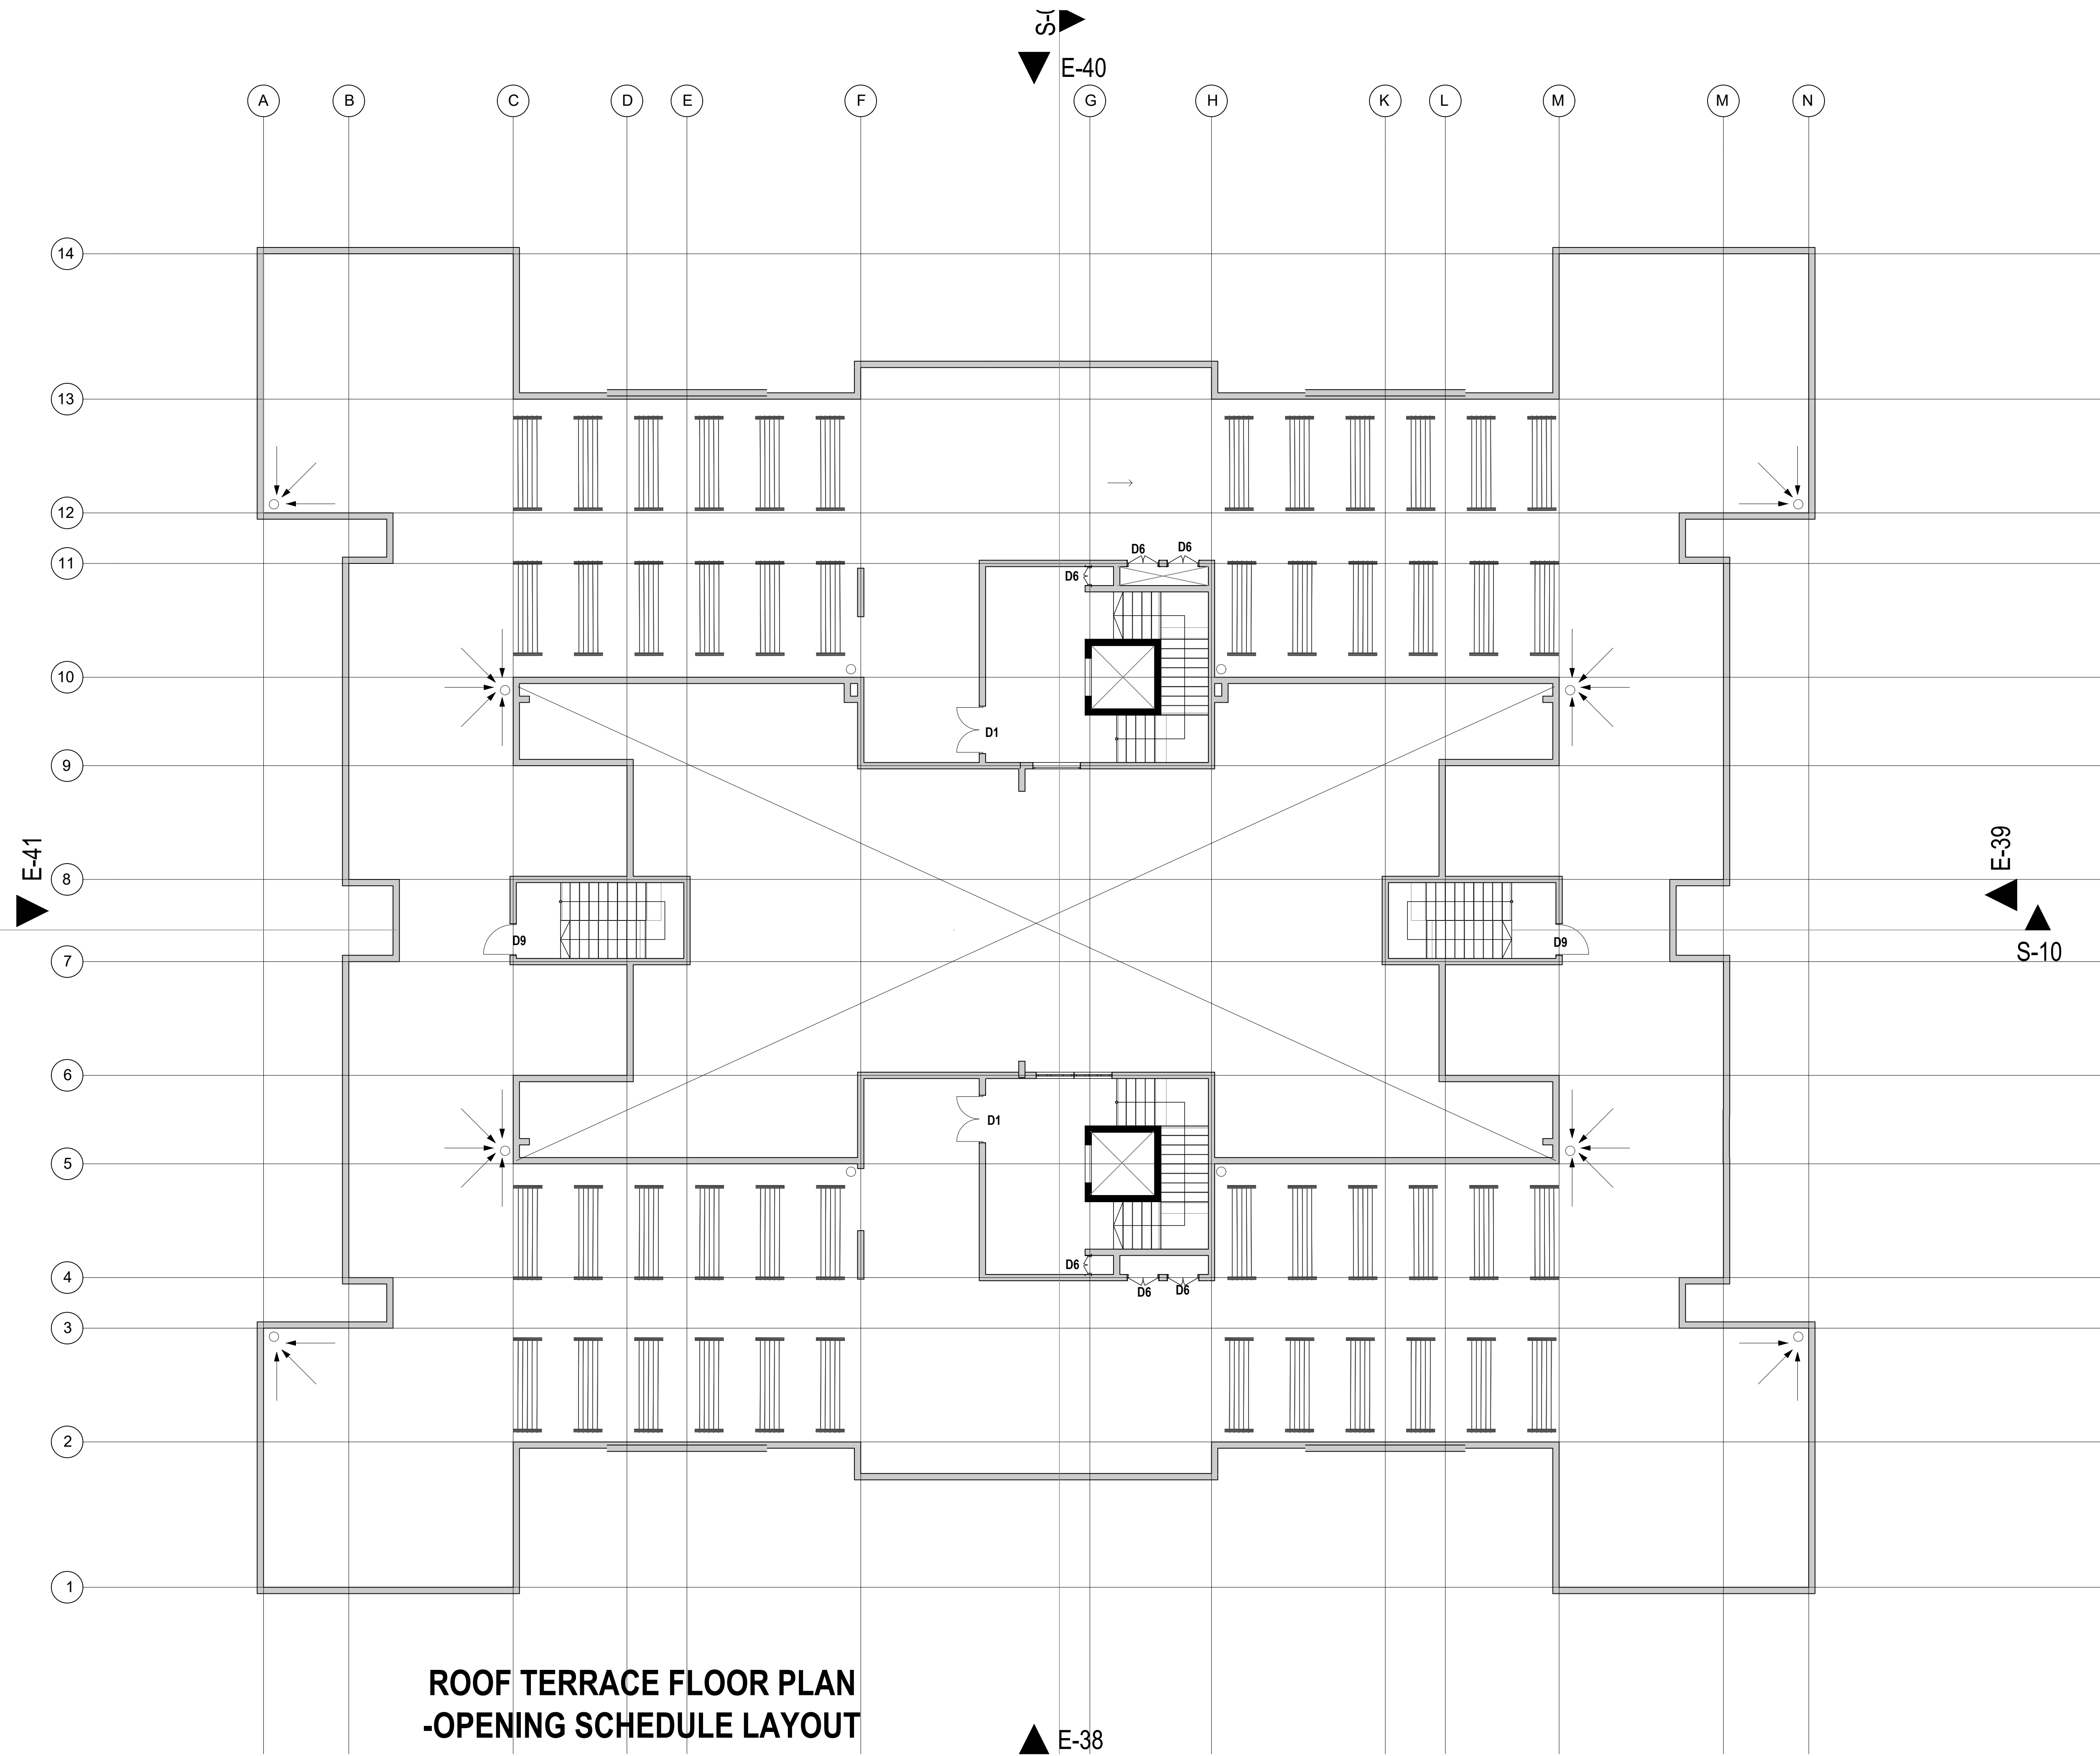 E-40
A B C D E F G H K L M M N
14
13
12
11
D6 D6
D6
10
D1
9
E-41
E-39
8
D9
D9
S-10
7
6
D1
5
D6
D6 D6
4
3
2
1
ROOF TERRACE FLOOR PLAN
-OPENING SCHEDULE LAYOUT
E-38